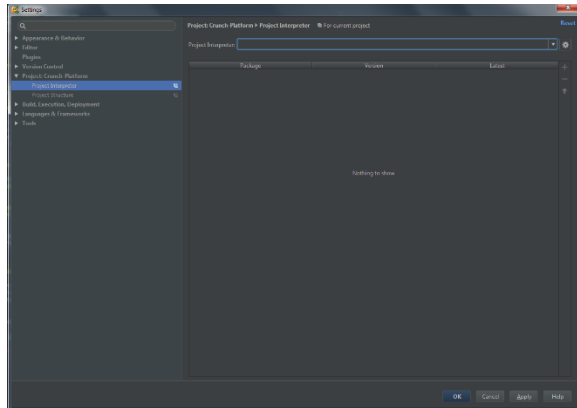 Settings
Project: Crunch-Platform › Project Interpreter For current project
Reset
Appearance & Behavior
Editor
Plugins
Version Control
Project: Crunch-Platform
Project Interpreter
Project Structure
Build, Execution, Deployment
Languages & Frameworks
Tools
Project Interpreter:
Package Version Latest
Nothing to show
OK Cancel Apply Help